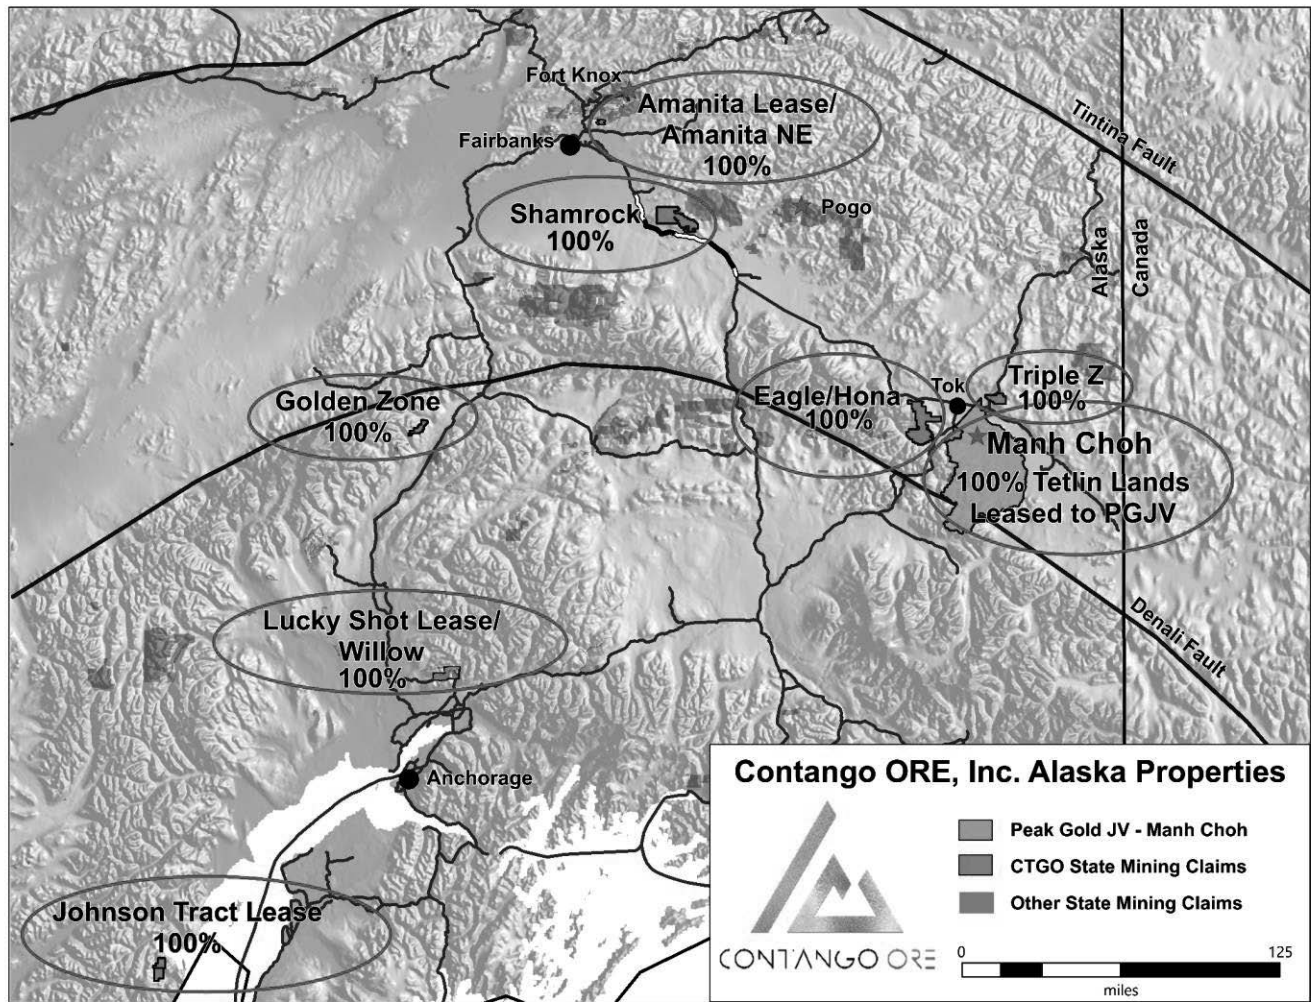 Fort Knox
Amanita Lease/
Amanita NE
100%
Fairbanks
Tintina Fault
Shamrock
100%
Pogo
Alaska
Canada
Golden Zone
100%
Eagle/Hona
100%
Tok
Triple Z
100%
Manh Choh
100% Tetlin Lands
Leased to PGJV
Denali Fault
Lucky Shot Lease/
Willow
100%
Anchorage
Johnson Tract Lease
100%
Contango ORE, Inc. Alaska Properties
Peak Gold JV - Manh Choh
CTGO State Mining Claims
Other State Mining Claims
CONTANGO ORE
0 125
miles